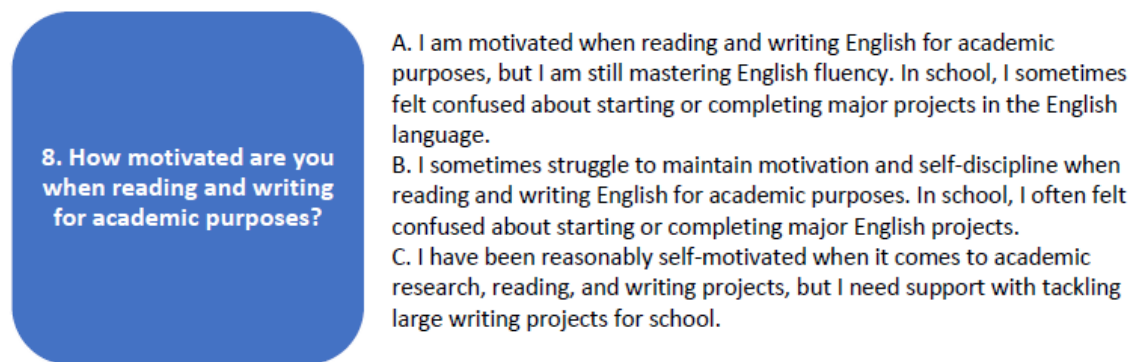 8. How motivated are you
when reading and writing
for academic purposes?
A. I am motivated when reading and writing English for academic
purposes, but I am still mastering English fluency. In school, I sometimes
felt confused about starting or completing major projects in the English
language.
B. I sometimes struggle to maintain motivation and self-discipline when
reading and writing English for academic purposes. In school, I often felt
confused about starting or completing major English projects.
C. I have been reasonably self-motivated when it comes to academic
research, reading, and writing projects, but I need support with tackling
large writing projects for school.